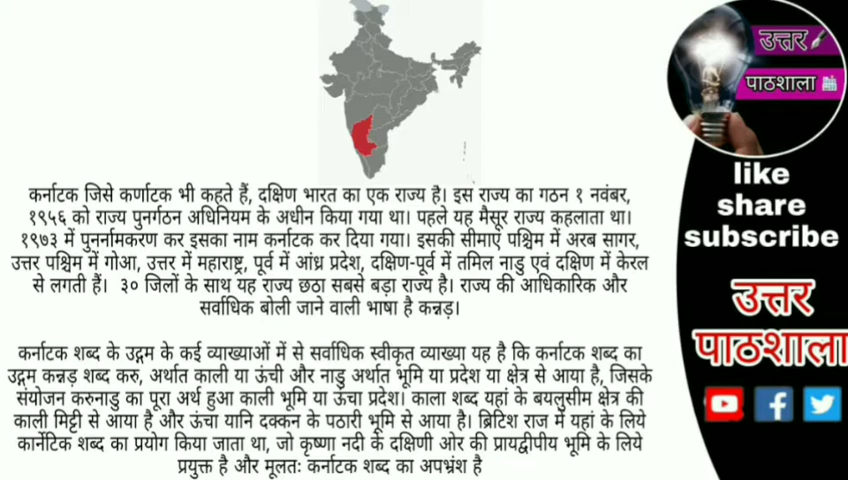 कर्नाटक जिसे कर्णाटक भी कहते हैं, दक्षिण भारत का एक राज्य है। इस राज्य का गठन १ नवंबर,
१९५६ को राज्य पुनर्गठन अधिनियम के अधीन किया गया था। पहले यह मैसूर राज्य कहलाता था।
१९७३ में पुनर्नामकरण कर इसका नाम कर्नाटक कर दिया गया। इसकी सीमाएं पश्चिम में अरब सागर,
उत्तर पश्चिम में गोआ, उत्तर में महाराष्ट्र, पूर्व में आंध्र प्रदेश, दक्षिण-पूर्व में तमिल नाडु एवं दक्षिण में केरल
से लगती हैं। ३० जिलों के साथ यह राज्य छठा सबसे बड़ा राज्य है। राज्य की आधिकारिक और
सर्वाधिक बोली जाने वाली भाषा है कन्नड़।
कर्नाटक शब्द के उद्गम के कई व्याख्याओं में से सर्वाधिक स्वीकृत व्याख्या यह है कि कर्नाटक शब्द का
उद्गम कन्नड़ शब्द करु, अर्थात काली या ऊंची और नाडु अर्थात भूमि या प्रदेश या क्षेत्र से आया है, जिसके
संयोजन करुनाडु का पूरा अर्थ हुआ काली भूमि या ऊंचा प्रदेश। काला शब्द यहां के बयलुसीम क्षेत्र की
काली मिट्टी से आया है और ऊंचा यानि दक्कन के पठारी भूमि से आया है। ब्रिटिश राज में यहां के लिये
कार्नेटिक शब्द का प्रयोग किया जाता था, जो कृष्णा नदी के दक्षिणी ओर की प्रायद्वीपीय भूमि के लिये
प्रयुक्त है और मूलतः कर्नाटक शब्द का अपभ्रंश है
उत्तर
पाठशाला
like
share
subscribe
उत्तर
पाठशाला